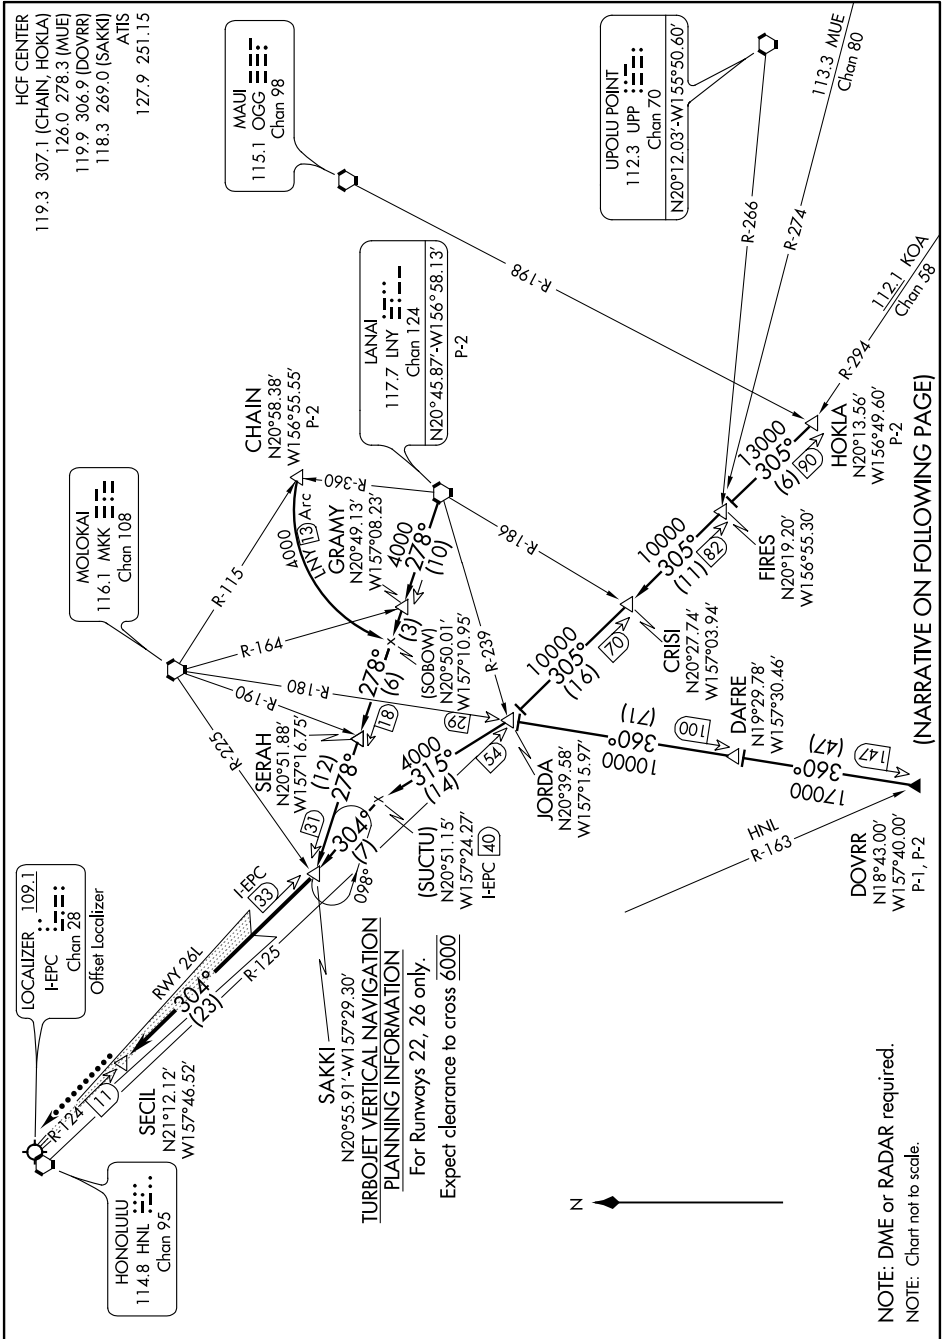 HCF CENTER
119.3 307.1 (CHAIN, HOKLA)
126.0 278.3 (MUE)
119.9 306.9 (DOVRR)
118.3 269.0 (SAKKI)
ATIS
127.9 251.15
LOCALIZER 109.1
I-EPC
Chan 28
Offset Localizer
HONOLULU
114.8 HNL
Chan 95
MOLOKAI
116.1 MKK
Chan 108
MAUI
115.1 OGG
Chan 98
LANAI
117.7 LNY
Chan 124
N20°45.87'-W156°58.13'
P-2
UPOLU POINT
112.3 UPP
Chan 70
N20°12.03'-W155°50.60'
113.3 MUE
Chan 80
112.1 KOA
Chan 58
CHAIN
N20°58.38'
W156°55.55'
P-2
GRAMY
N20°49.13'
W157°08.23'
(SOBOW)
N20°50.01'
W157°10.95'
SERAH
N20°51.88'
W157°16.75'
SECIL
N21°12.12'
W157°46.52'
SAKKI
N20°55.91'-W157°29.30'
(SUCTU)
N20°51.15'
W157°24.27'
I-EPC 40
JORDA
N20°39.58'
W157°15.97'
CRISI
N20°27.74'
W157°03.94'
FIRES
N20°19.20'
W156°55.30'
HOKLA
N20°13.56'
W156°49.60'
P-2
DAFRE
N19°29.78'
W157°30.46'
DOVRR
N18°43.00'
W157°40.00'
P-1, P-2
R-124
11
RWY 26L
304°
(23)
R-125
I-EPC
33
R-225
R-190
R-180
R-164
R-115
R-360
4000
LNY 13 Arc
4000
278°
(10)
(3)
278°
(6)
18
(12)
278°
31
304°
(7)
098°
29
54
4000
315°
(14)
R-239
R-186
R-198
R-266
R-274
R-294
10000
305°
(16)
70
10000
305°
(11)
82
13000
305°
(6)
90
10000
360°
(71)
100
17000
360°
(47)
147
HNL
R-163
TURBOJET VERTICAL NAVIGATION
PLANNING INFORMATION
For Runways 22, 26 only.
Expect clearance to cross 6000
N
NOTE: DME or RADAR required.
NOTE: Chart not to scale.
(NARRATIVE ON FOLLOWING PAGE)